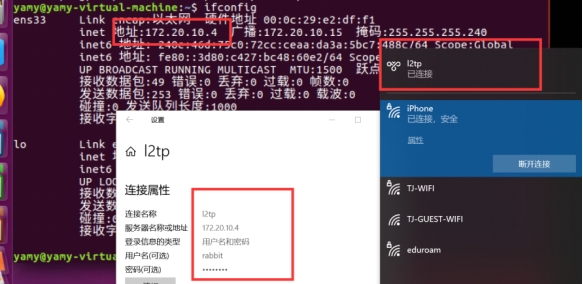 yamy@yamy-virtual-machine:~$ ifconfig
ens33 Link encap:以太网 硬件地址 00:0c:29:e2:df:f1
inet 地址:172.20.10.4 广播:172.20.10.15 掩码:255.255.255.240
inet6 地址: 240e:46d:75c0:72cc:ceaa:da3a:5bc7:488c/64 Scope:Global
inet6 地址: fe80::3d80:c427:bc48:60e2/64 Scope
UP BROADCAST RUNNING MULTICAST MTU:1500 跃点
接收数据包:49 错误:0 丢弃:0 过载:0 帧数:0
发送数据包:253 错误:0 丢弃:0 过载:0 载波:0
碰撞:0 发送队列长度:1000
接收字
lo Link e
inet 地
inet6
UP LO
接收数
发送数
碰撞:
接收字
yamy@yamy-virtua
设置
l2tp
连接属性
连接名称 l2tp
服务器名称或地址 172.20.10.4
登录信息的类型 用户名和密码
用户名(可选) rabbit
密码(可选) ••••••••
l2tp
已连接
iPhone
已连接，安全
属性
断开连接
TJ-WIFI
TJ-GUEST-WIFI
eduroam